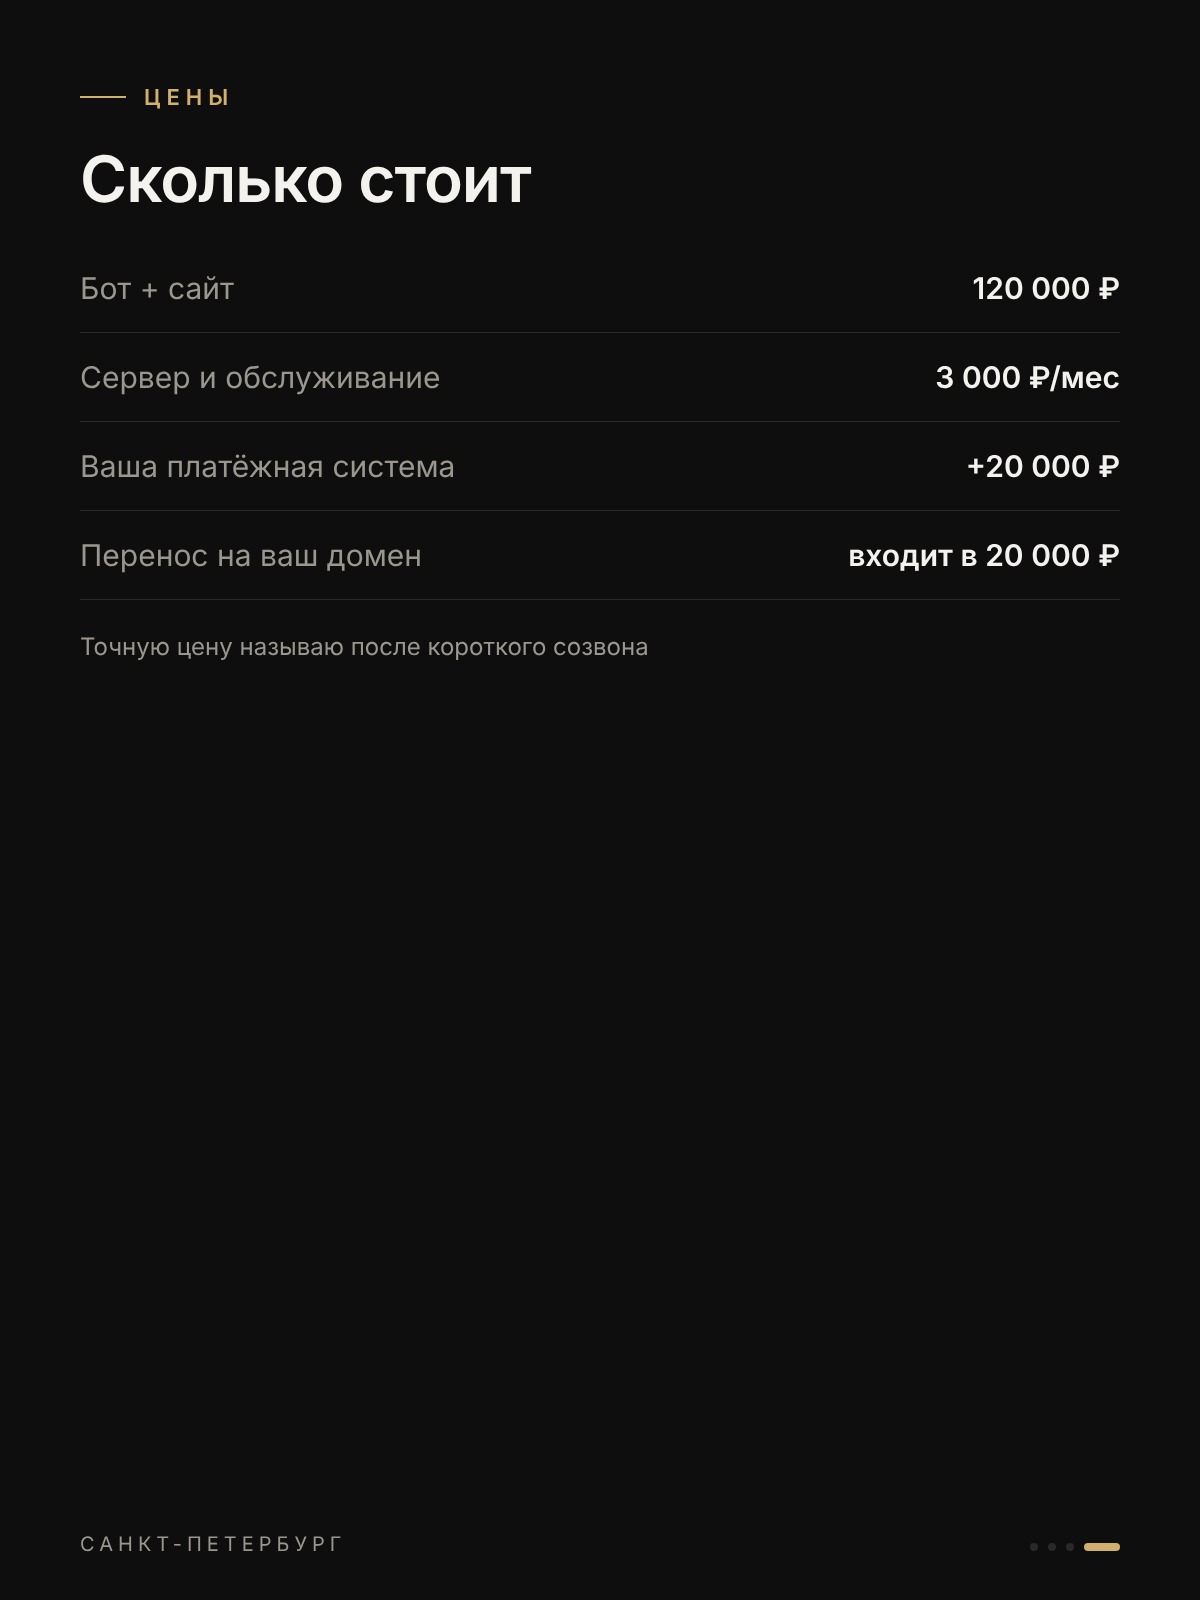 ЦЕНЫ
Сколько стоит
Бот + сайт 120 000 ₽
Сервер и обслуживание 3 000 ₽/мес
Ваша платёжная система +20 000 ₽
Перенос на ваш домен входит в 20 000 ₽
Точную цену называю после короткого созвона
САНКТ-ПЕТЕРБУРГ